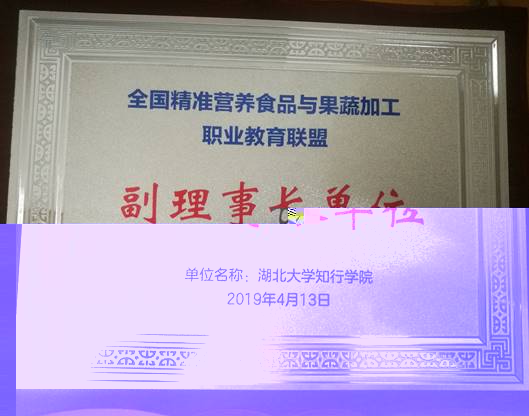 全国精准营养食品与果蔬加工
职业教育联盟
副理事长单位
单位名称：湖北大学知行学院
2019年4月13日